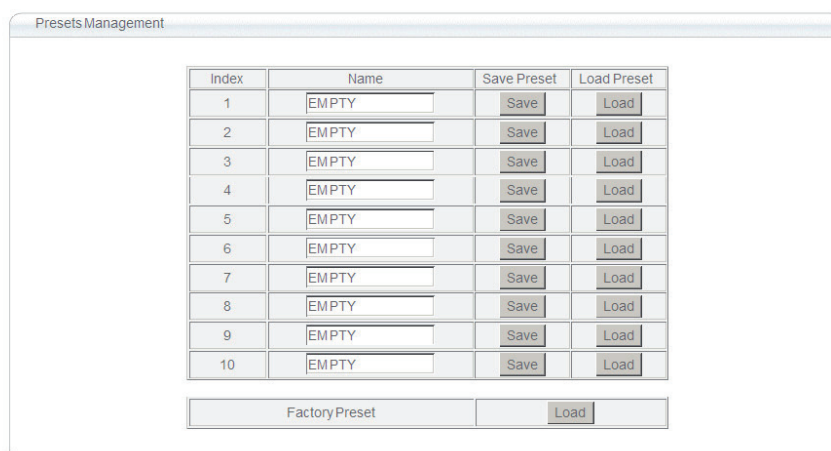 Presets Management
Index Name Save Preset Load Preset
1 EMPTY Save Load
2 EMPTY Save Load
3 EMPTY Save Load
4 EMPTY Save Load
5 EMPTY Save Load
6 EMPTY Save Load
7 EMPTY Save Load
8 EMPTY Save Load
9 EMPTY Save Load
10 EMPTY Save Load
Factory Preset Load